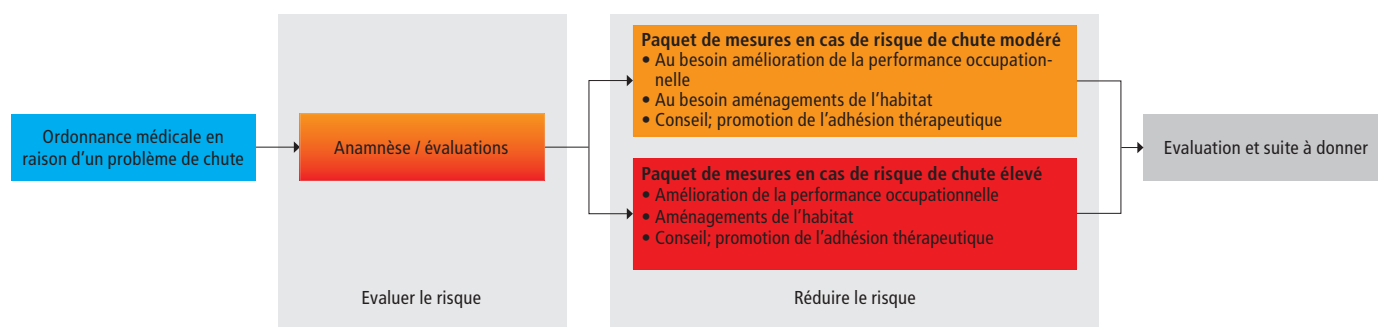 Ordonnance médicale en
raison d'un problème de chute
Anamnèse / évaluations
Evaluer le risque
Paquet de mesures en cas de risque de chute modéré
• Au besoin amélioration de la performance occupation-
nelle
• Au besoin aménagements de l'habitat
• Conseil; promotion de l'adhésion thérapeutique
Paquet de mesures en cas de risque de chute élevé
• Amélioration de la performance occupationnelle
• Aménagements de l'habitat
• Conseil; promotion de l'adhésion thérapeutique
Réduire le risque
Evaluation et suite à donner